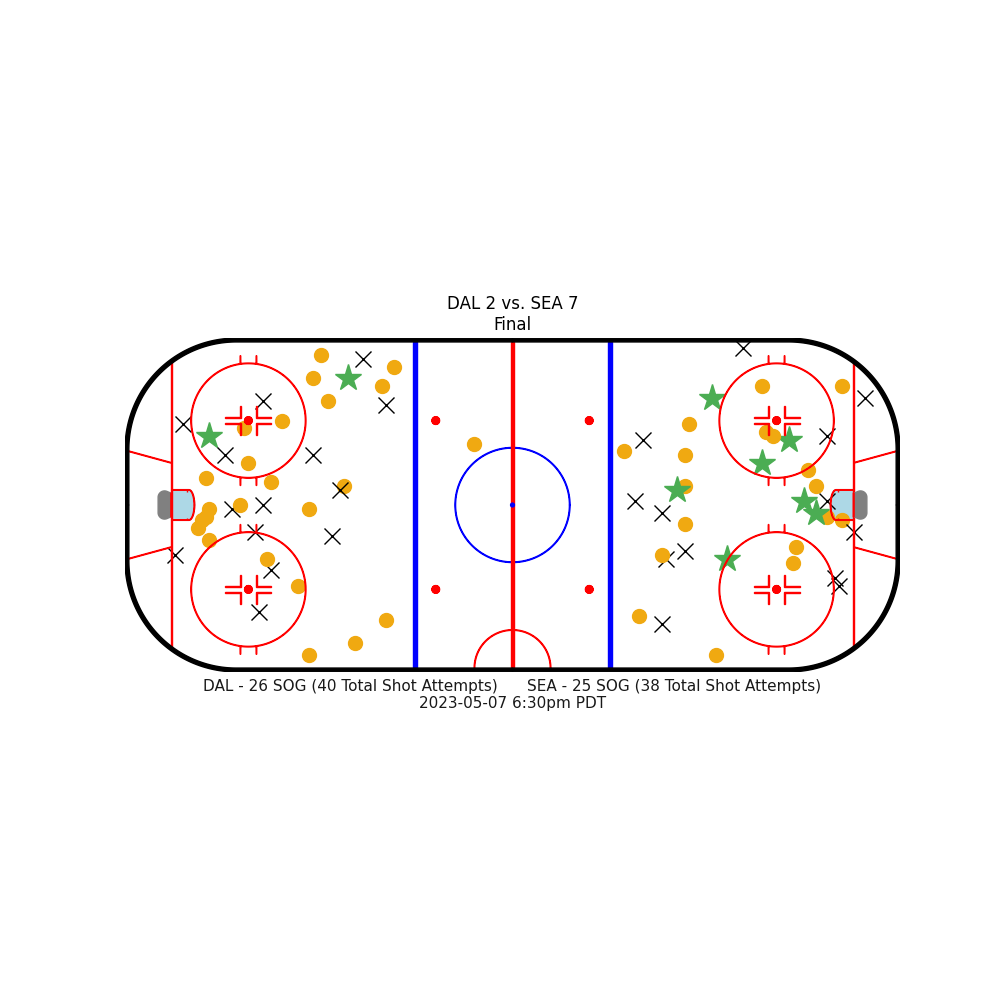 DAL 2 vs. SEA 7
Final
DAL - 26 SOG (40 Total Shot Attempts) SEA - 25 SOG (38 Total Shot Attempts)
2023-05-07 6:30pm PDT